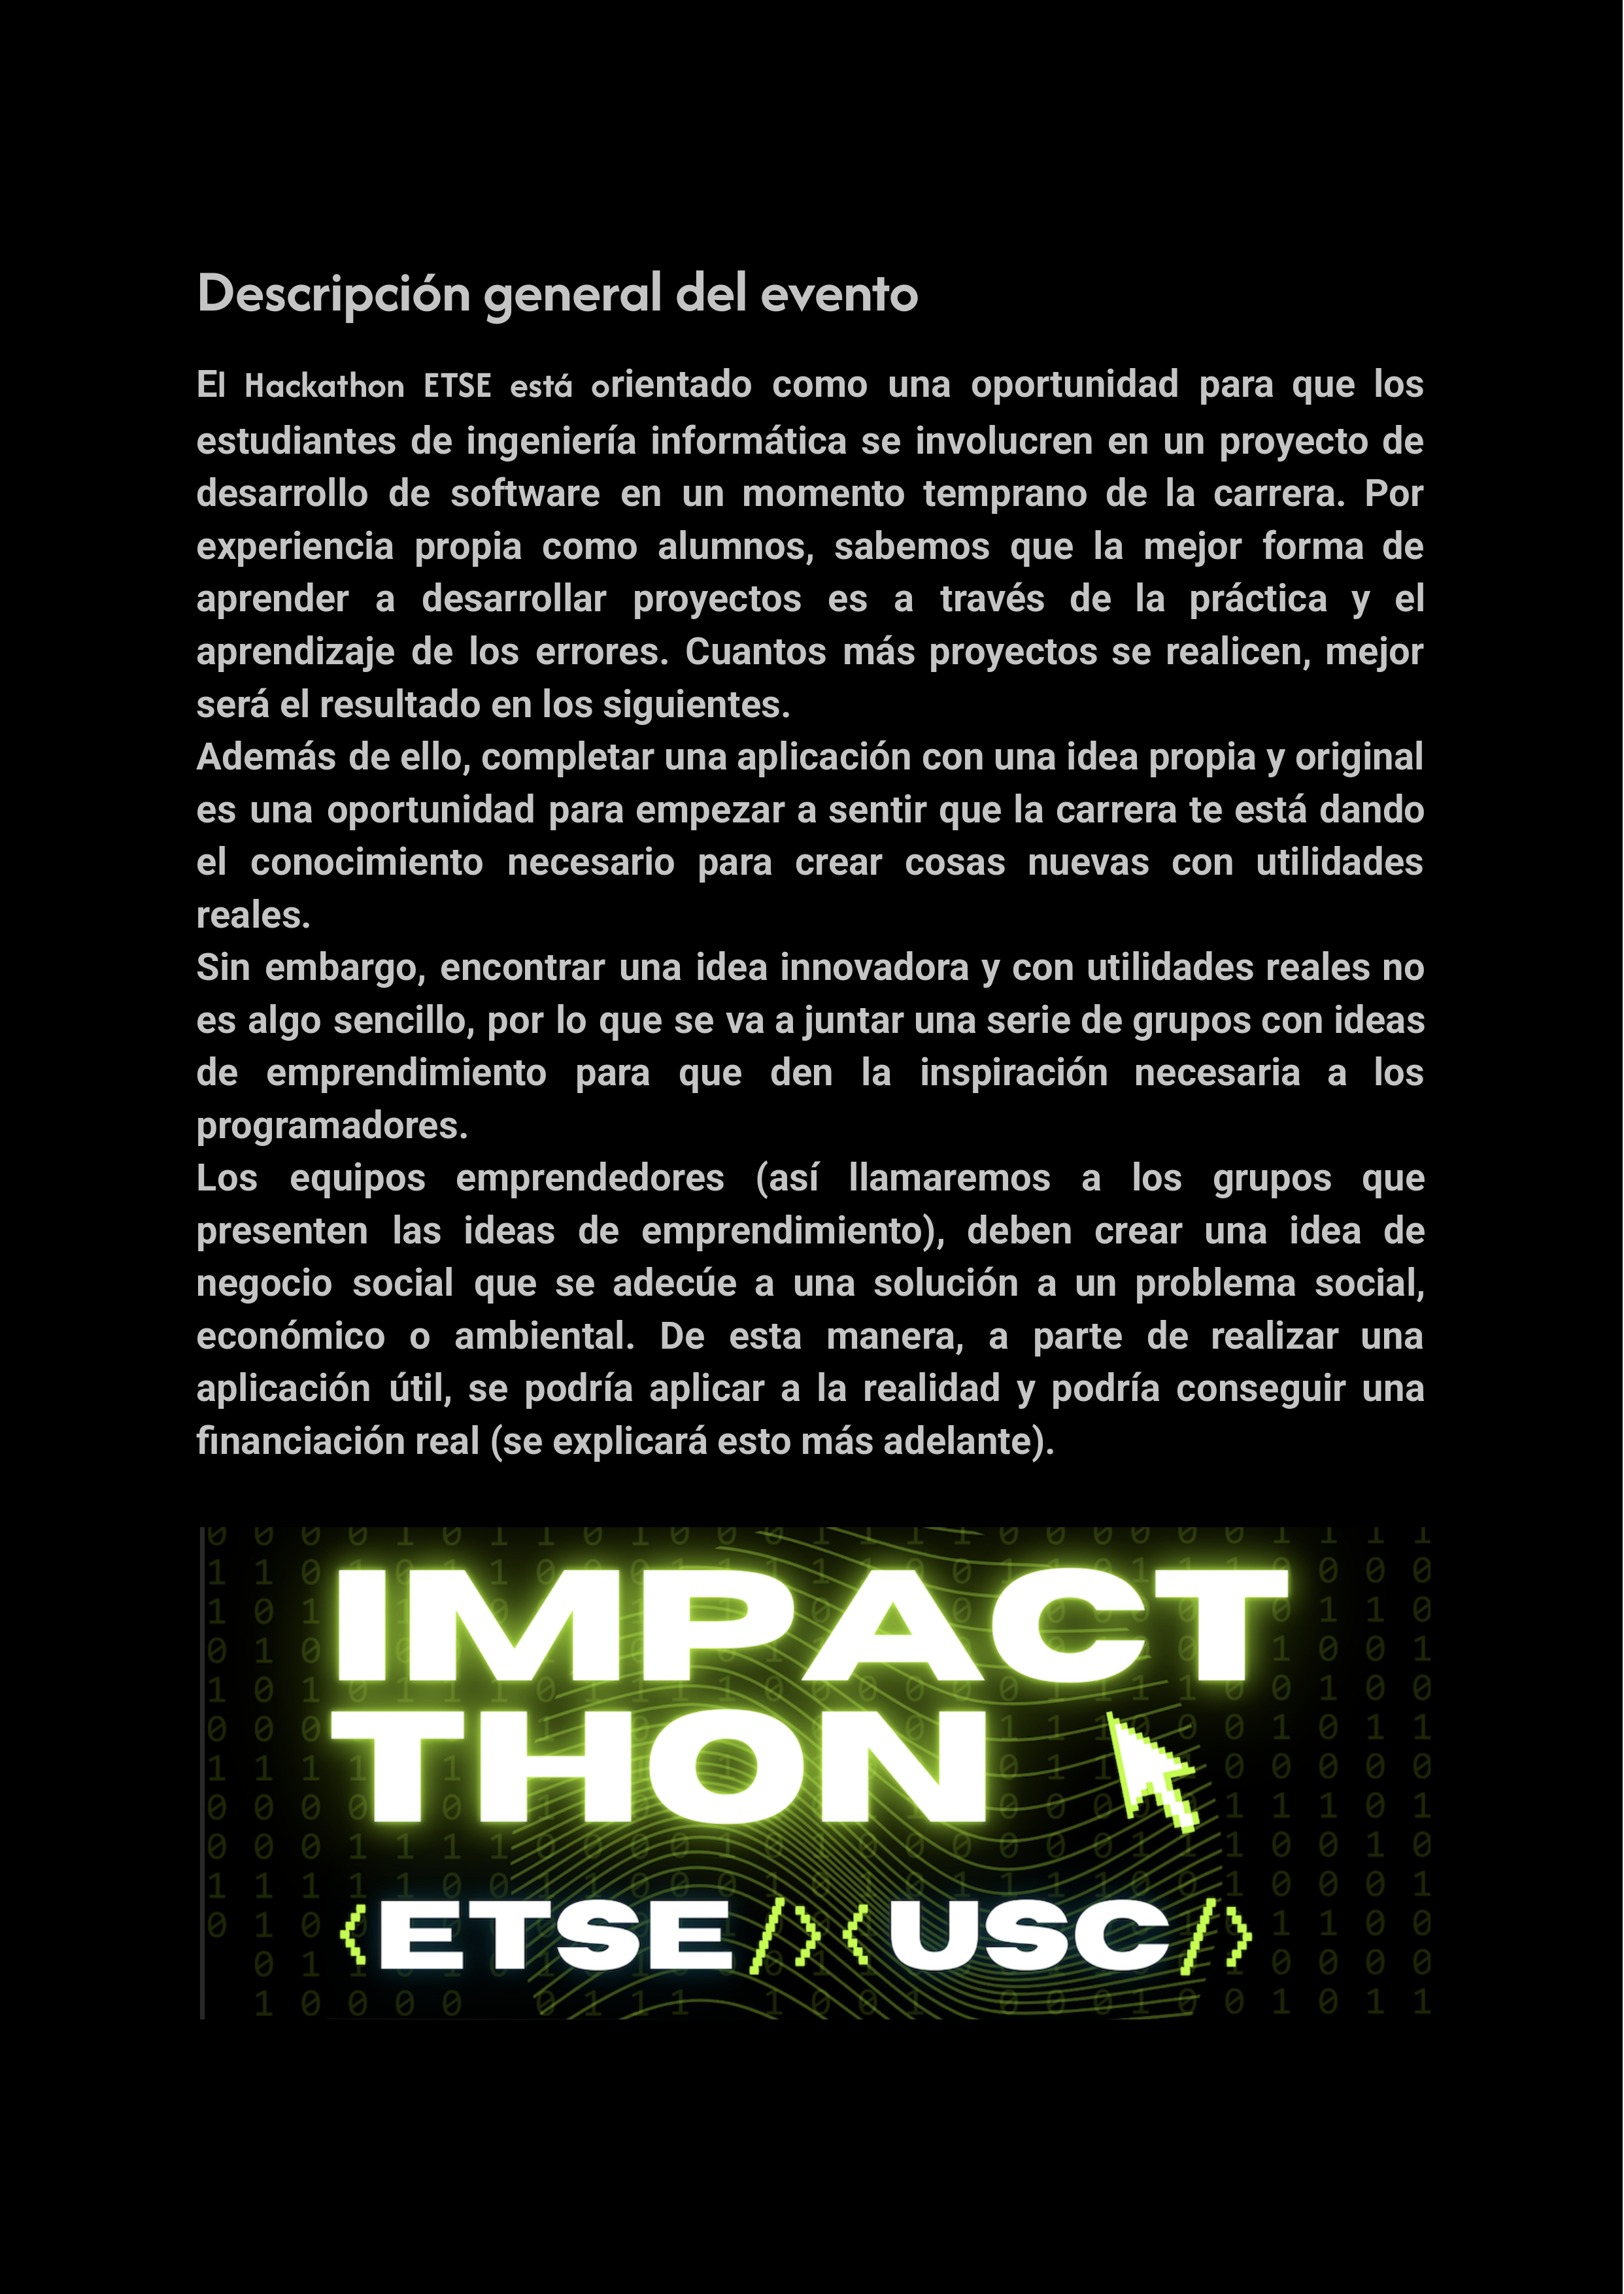 Descripción general del evento
El Hackathon ETSE está orientado como una oportunidad para que los
estudiantes de ingeniería informática se involucren en un proyecto de
desarrollo de software en un momento temprano de la carrera. Por
experiencia propia como alumnos, sabemos que la mejor forma de
aprender a desarrollar proyectos es a través de la práctica y el
aprendizaje de los errores. Cuantos más proyectos se realicen, mejor
será el resultado en los siguientes.
Además de ello, completar una aplicación con una idea propia y original
es una oportunidad para empezar a sentir que la carrera te está dando
el conocimiento necesario para crear cosas nuevas con utilidades
reales.
Sin embargo, encontrar una idea innovadora y con utilidades reales no
es algo sencillo, por lo que se va a juntar una serie de grupos con ideas
de emprendimiento para que den la inspiración necesaria a los
programadores.
Los equipos emprendedores (así llamaremos a los grupos que
presenten las ideas de emprendimiento), deben crear una idea de
negocio social que se adecúe a una solución a un problema social,
económico o ambiental. De esta manera, a parte de realizar una
aplicación útil, se podría aplicar a la realidad y podría conseguir una
financiación real (se explicará esto más adelante).
IMPACT
THON
<ETSE/><USC/>